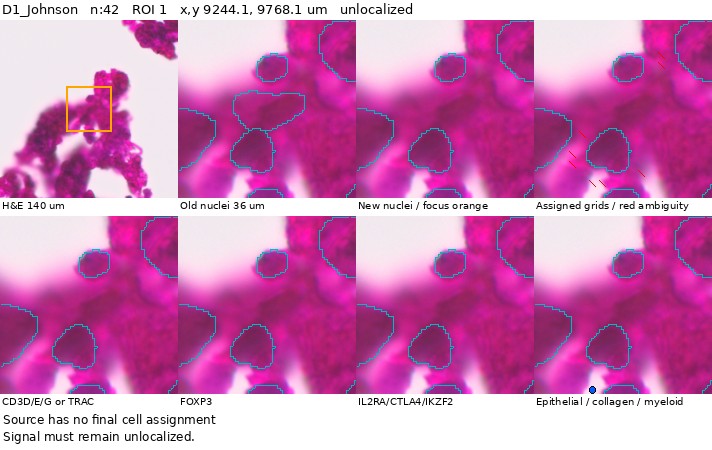 D1_Johnson n:42 ROI 1 x,y 9244.1, 9768.1 um unlocalized
H&E 140 um
Old nuclei 36 um
New nuclei / focus orange
Assigned grids / red ambiguity
CD3D/E/G or TRAC
FOXP3
IL2RA/CTLA4/IKZF2
Epithelial / collagen / myeloid
Source has no final cell assignment
Signal must remain unlocalized.